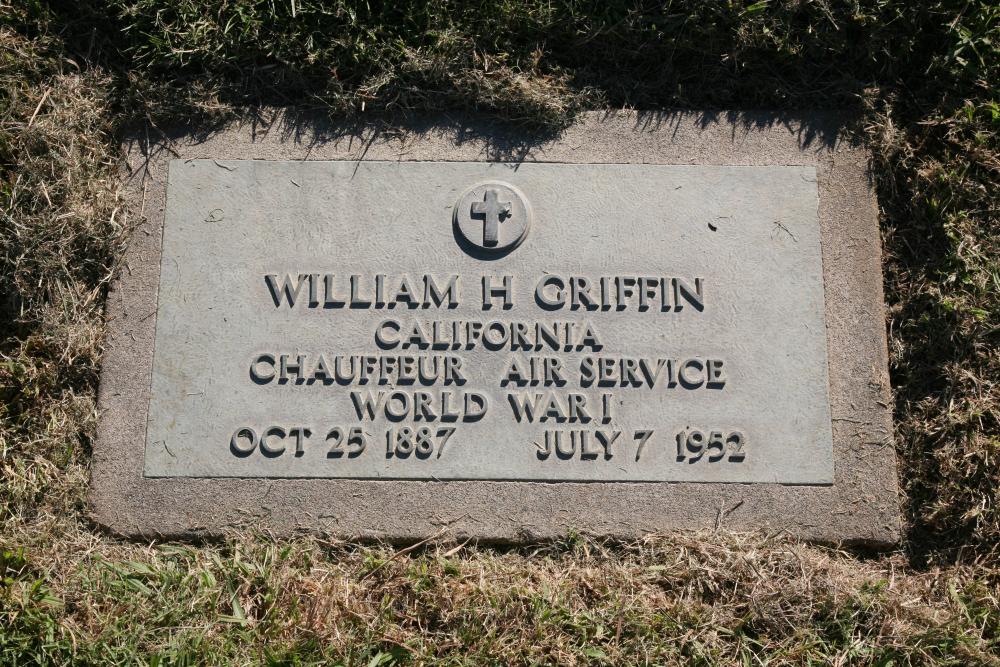 WILLIAM H GRIFFIN
CALIFORNIA
CHAUFFEUR AIR SERVICE
WORLD WAR I
OCT 25 1887 JULY 7 1952